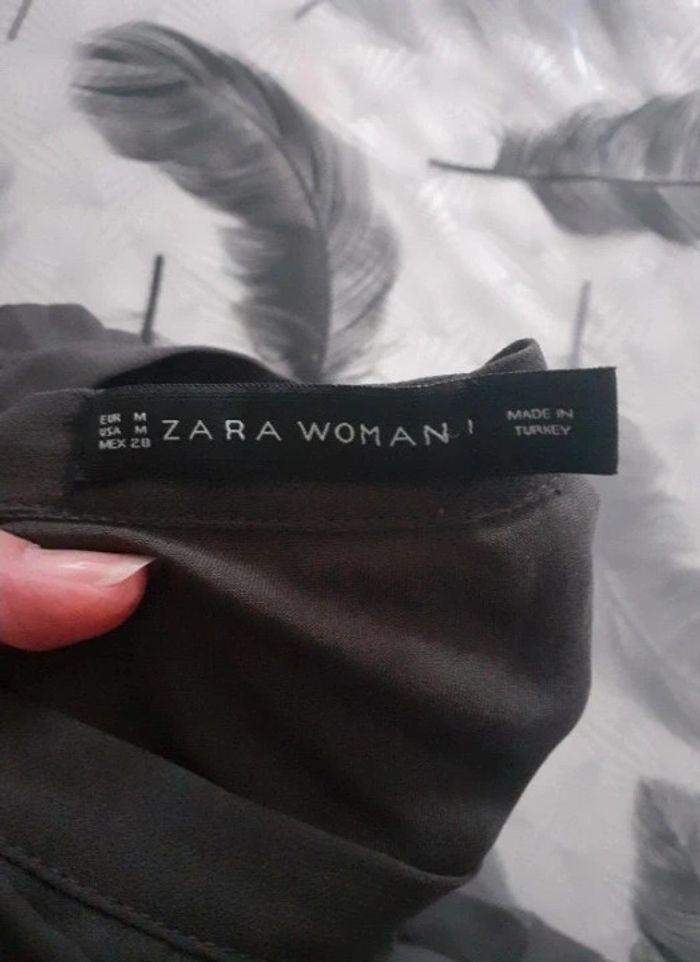 EUR M
USA M
MEX 28
ZARA WOMAN
MADE IN
TURKEY